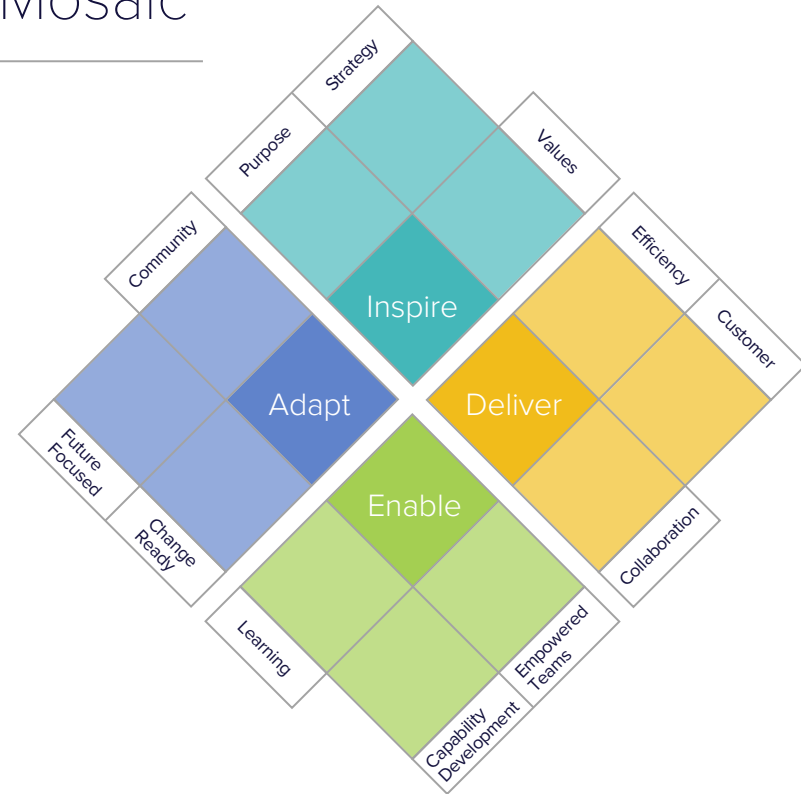 Mosaic
Strategy
Purpose
Values
Community
Efficiency
Customer
Inspire
Adapt
Deliver
Enable
Future
Focused
Change
Ready
Collaboration
Learning
Empowered
Teams
Capability
Development